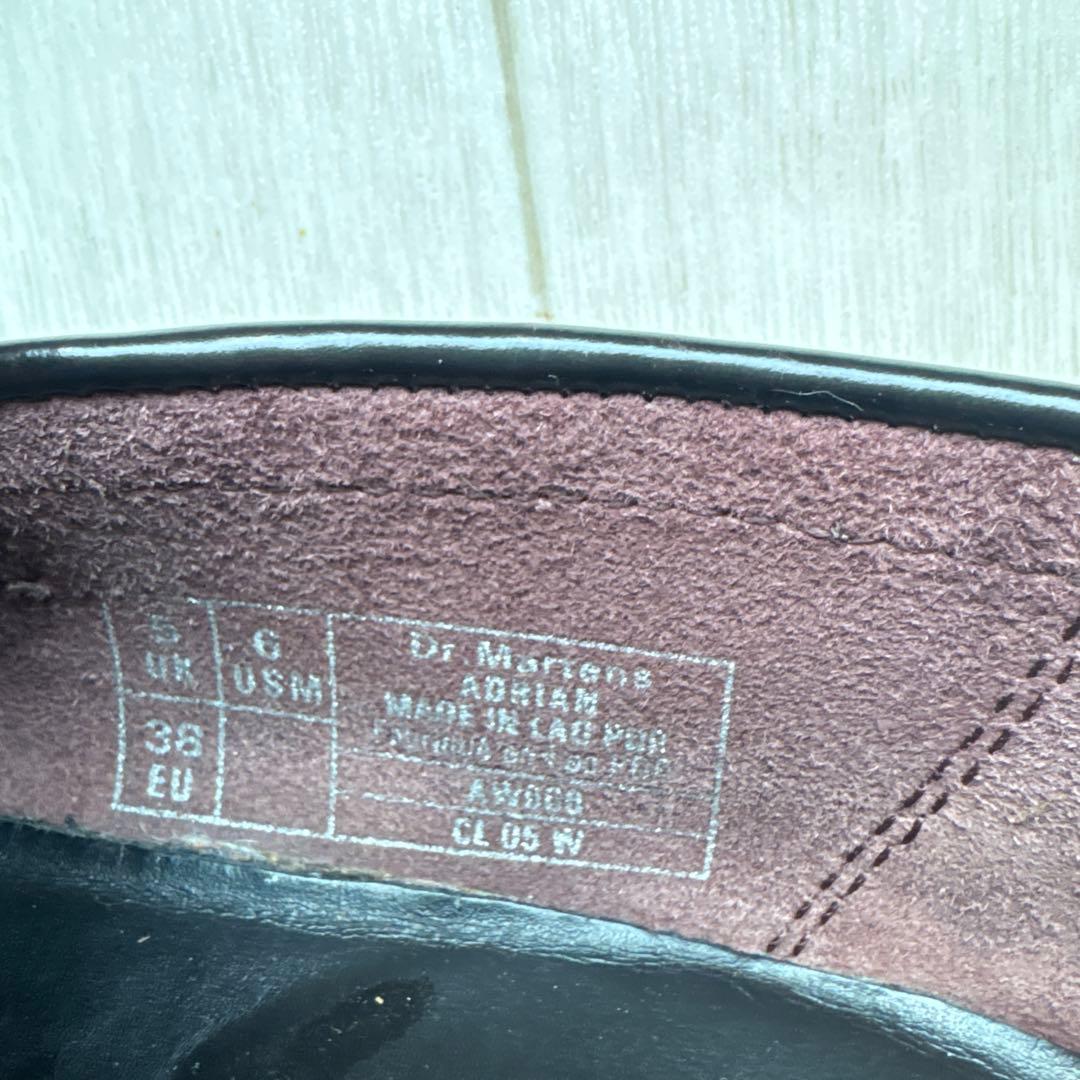 5
UK
6
USM
38
EU
Dr. Martens
ADRIAN
MADE IN LAO PDR
AW006
CL 05 W